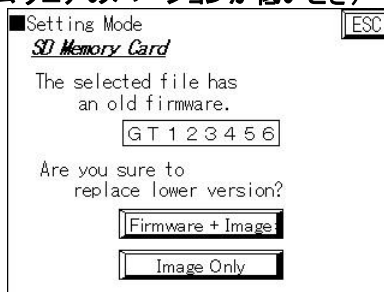 ■Setting Mode
ESC
SD Memory Card
The selected file has
an old firmware.
GT123456
Are you sure to
replace lower version?
Firmware + Image
Image Only